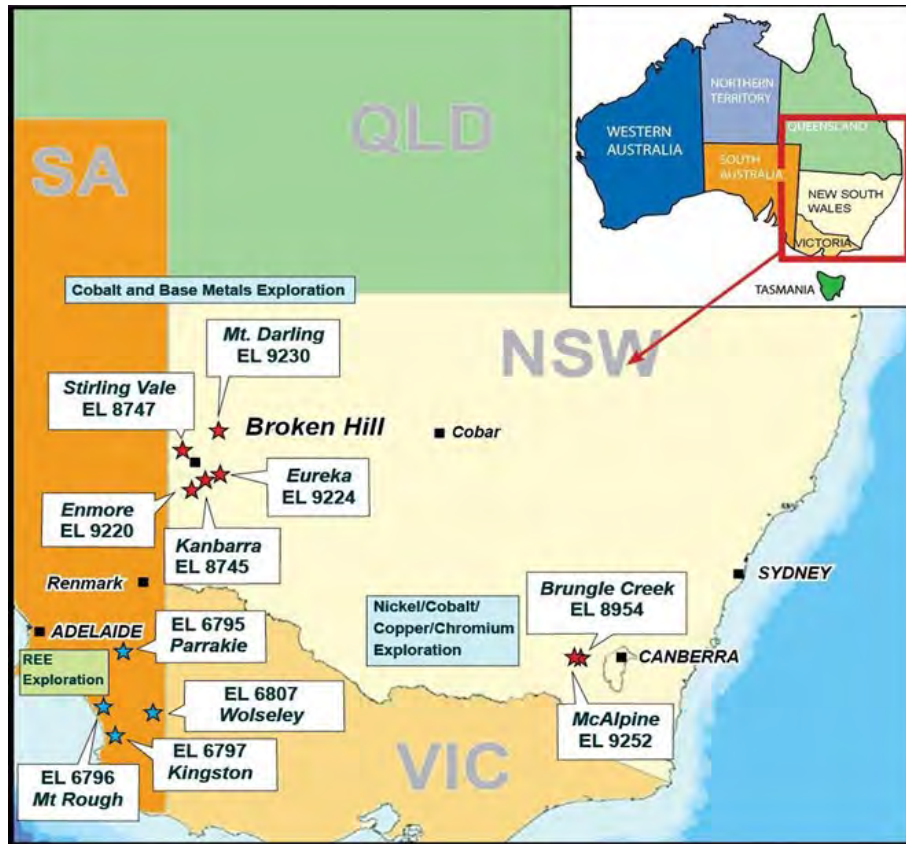 NORTHERN
TERRITORY
QUEENSLAND
WESTERN
AUSTRALIA
SOUTH
AUSTRALIA
NEW SOUTH
WALES
VICTORIA
TASMANIA
QLD
SA
NSW
VIC
Cobalt and Base Metals Exploration
Mt. Darling
EL 9230
Stirling Vale
EL 8747
Broken Hill
Cobar
Eureka
EL 9224
Enmore
EL 9220
Kanbarra
EL 8745
Renmark
SYDNEY
Brungle Creek
EL 8954
Nickel/Cobalt/
Copper/Chromium
Exploration
ADELAIDE
EL 6795
Parrakie
CANBERRA
REE
Exploration
EL 6807
Wolseley
McAlpine
EL 9252
EL 6797
Kingston
EL 6796
Mt Rough